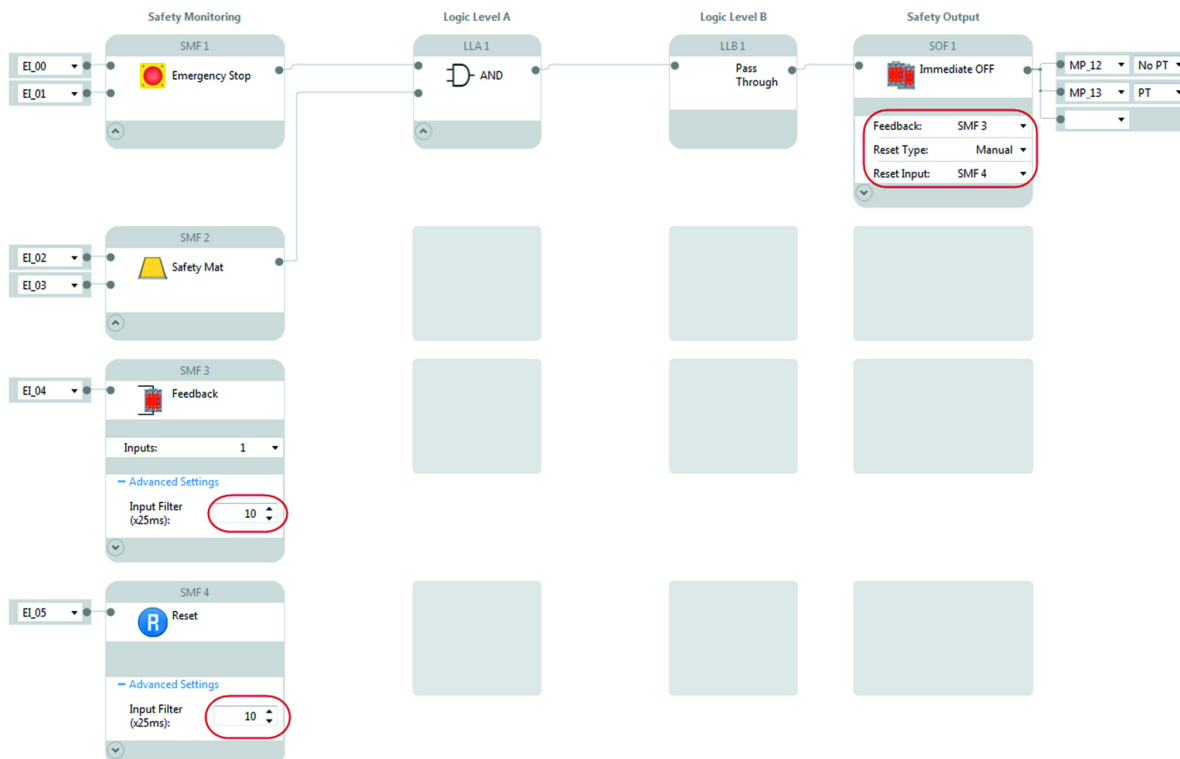 Safety Monitoring
Logic Level A
Logic Level B
Safety Output
SMF 1
EI_00
EI_01
Emergency Stop
LLA 1
AND
LLB 1
Pass
Through
SOF 1
Immediate OFF
MP_12
No PT
MP_13
PT
Feedback: SMF 3
Reset Type: Manual
Reset Input: SMF 4
SMF 2
EI_02
EI_03
Safety Mat
SMF 3
EI_04
Feedback
Inputs: 1
− Advanced Settings
Input Filter
(x25ms):
10
SMF 4
EI_05
R
Reset
− Advanced Settings
Input Filter
(x25ms):
10